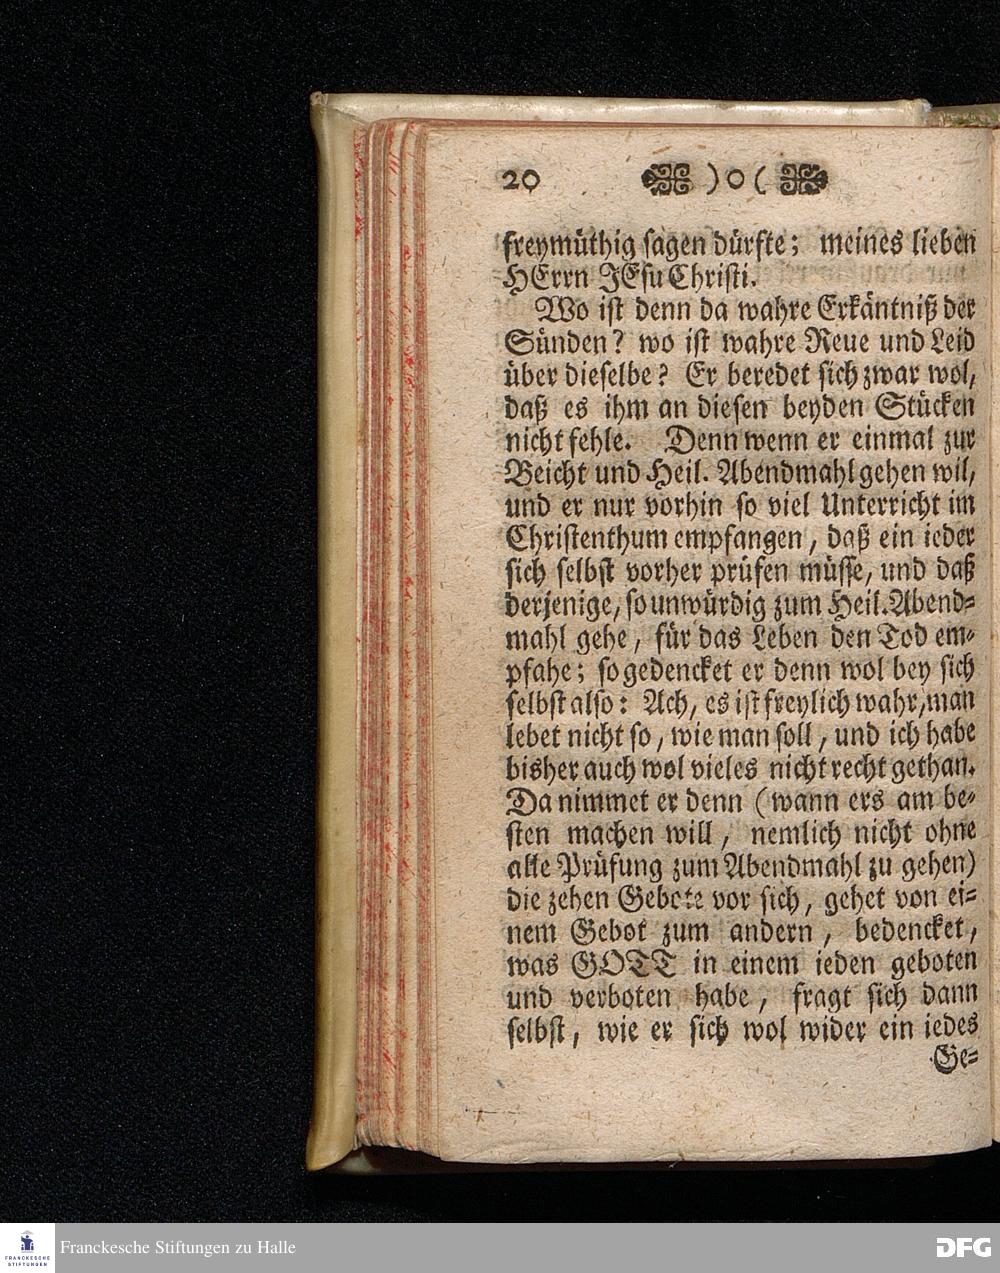 20 )o(
freymüthig sagen dürfte; meines lieben
HErrn JEsu Christi.
Wo ist denn da wahre Erkäntniß der
Sünden? wo ist wahre Reue und Leid
über dieselbe? Er beredet sich zwar wol,
daß es ihm an diesen beyden Stücken
nicht fehle. Denn wenn er einmal zur
Beicht und Heil. Abendmahl gehen wil,
und er nur vorhin so viel Unterricht im
Christenthum empfangen, daß ein ieder
sich selbst vorher prüfen müsse, und daß
derjenige, so unwürdig zum Heil. Abend-
mahl gehe, für das Leben den Tod em-
pfahe; so gedencket er denn wol bey sich
selbst also: Ach, es ist freylich wahr, man
lebet nicht so, wie man soll, und ich habe
bisher auch wol vieles nicht recht gethan.
Da nimmet er denn (wann ers am be-
sten machen will, nemlich nicht ohne
alle Prüfung zum Abendmahl zu gehen)
die zehen Gebote vor sich, gehet von ei-
nem Gebot zum andern, bedencket,
was GOTT in einem ieden geboten
und verboten habe, fragt sich dann
selbst, wie er sich wol wider ein iedes
Ge-
FRANCKESCHE
STIFTUNGEN
Franckesche Stiftungen zu Halle
DFG